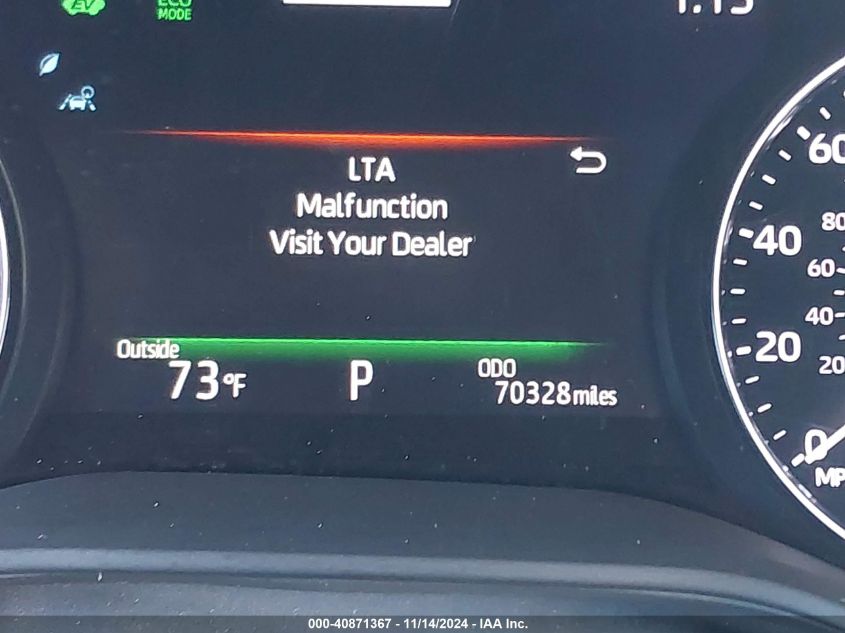 EV
ECO
MODE
LTA
Malfunction
Visit Your Dealer
Outside
73°F
P
ODO
70328 miles
60
80
40
60
40
20
20
0
000-40871367 - 11/14/2024 - IAA Inc.